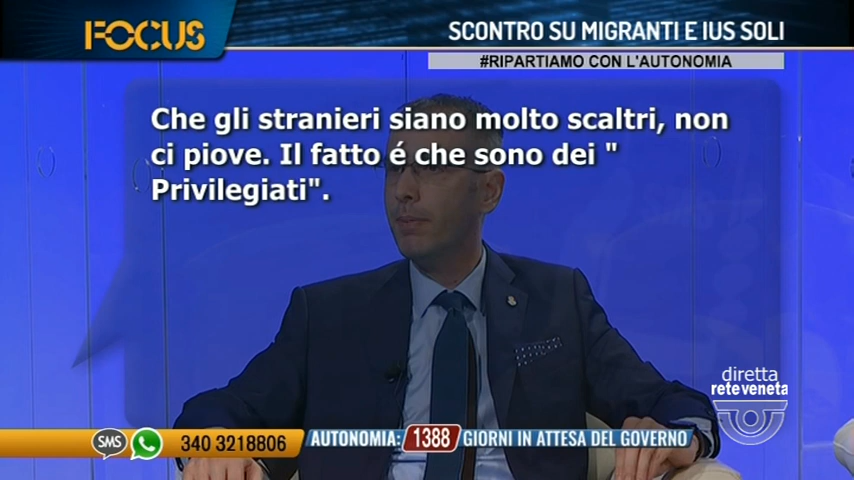 FOCUS
SCONTRO SU MIGRANTI E IUS SOLI
#RIPARTIAMO CON L'AUTONOMIA
Che gli stranieri siano molto scaltri, non
ci piove. Il fatto é che sono dei "
Privilegiati".
diretta
reteveneta
SMS 340 3218806 AUTONOMIA: 1388 GIORNI IN ATTESA DEL GOVERNO